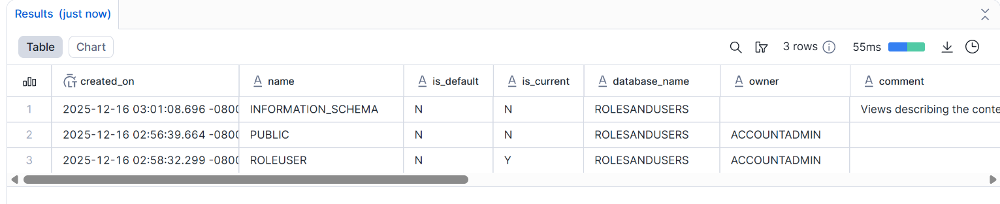 Results (just now)
Table Chart 3 rows 55ms
created_on name is_default is_current database_name owner comment
1 2025-12-16 03:01:08.696 -0800 INFORMATION_SCHEMA N N ROLESANDUSERS Views describing the conte
2 2025-12-16 02:56:39.664 -0800 PUBLIC N N ROLESANDUSERS ACCOUNTADMIN
3 2025-12-16 02:58:32.299 -0800 ROLEUSER N Y ROLESANDUSERS ACCOUNTADMIN